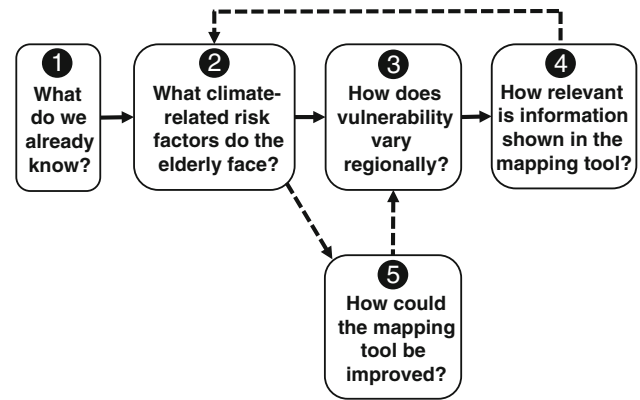 1
What
do we
already
know?
2
What climate-
related risk
factors do the
elderly face?
3
How does
vulnerability
vary
regionally?
4
How relevant
is information
shown in the
mapping tool?
5
How could
the mapping
tool be
improved?